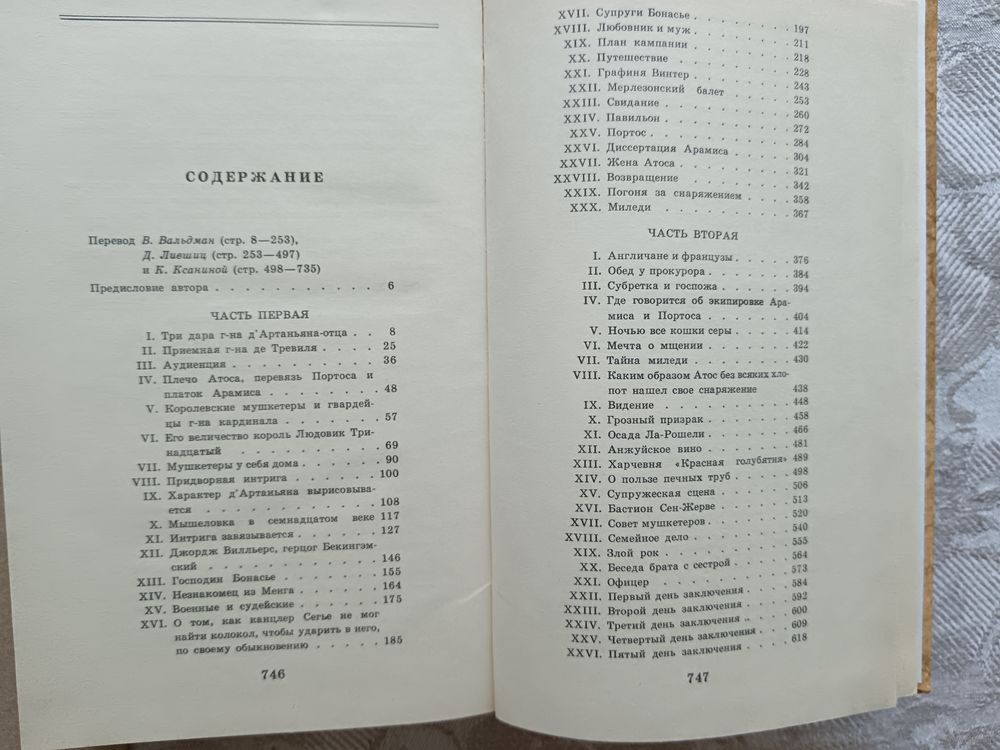 СОДЕРЖАНИЕ
Перевод В. Вальдман (стр. 8—253),
Д. Лившиц (стр. 253—497)
и К. Ксаниной (стр. 498—735)
Предисловие автора . . . . . . . . . . . 6
ЧАСТЬ ПЕРВАЯ
I. Три дара г-на д'Артаньяна-отца . . 8
II. Приемная г-на де Тревиля . . . . 25
III. Аудиенция . . . . . . . . . . 36
IV. Плечо Атоса, перевязь Портоса и
платок Арамиса . . . . . . . . 48
V. Королевские мушкетеры и гвардей-
цы г-на кардинала . . . . . . . 57
VI. Его величество король Людовик Три-
надцатый . . . . . . . . . . 69
VII. Мушкетеры у себя дома . . . . . . 90
VIII. Придворная интрига . . . . . . . 100
IX. Характер д'Артаньяна вырисовыва-
ется . . . . . . . . . . . . 108
X. Мышеловка в семнадцатом веке 117
XI. Интрига завязывается . . . . . . 127
XII. Джордж Вилльерс, герцог Бекингэм-
ский . . . . . . . . . . . . 146
XIII. Господин Бонасье . . . . . . . . 155
XIV. Незнакомец из Менга . . . . . . 164
XV. Военные и судейские . . . . . . 175
XVI. О том, как канцлер Сегье не мог
найти колокол, чтобы ударить в него,
по своему обыкновению . . . . . 185
746
XVII. Супруги Бонасье . . . . . . . . 197
XVIII. Любовник и муж . . . . . . . . 211
XIX. План кампании . . . . . . . . 218
XX. Путешествие . . . . . . . . . 228
XXI. Графиня Винтер . . . . . . . . 243
XXII. Мерлезонский балет . . . . . . 253
XXIII. Свидание . . . . . . . . . . 260
XXIV. Павильон . . . . . . . . . . 272
XXV. Портос . . . . . . . . . . . 284
XXVI. Диссертация Арамиса . . . . . 304
XXVII. Жена Атоса . . . . . . . . . 321
XXVIII. Возвращение . . . . . . . . 342
XXIX. Погоня за снаряжением . . . . 358
XXX. Миледи . . . . . . . . . . 367
ЧАСТЬ ВТОРАЯ
I. Англичане и французы . . . . . 376
II. Обед у прокурора . . . . . . . 384
III. Субретка и госпожа . . . . . . 394
IV. Где говорится об экипировке Ара-
миса и Портоса . . . . . . . . 404
V. Ночью все кошки серы . . . . . 414
VI. Мечта о мщении . . . . . . . 422
VII. Тайна миледи . . . . . . . . 430
VIII. Каким образом Атос без всяких хло-
пот нашел свое снаряжение 438
IX. Видение . . . . . . . . . . 448
X. Грозный призрак . . . . . . . 458
XI. Осада Ла-Рошели . . . . . . . 466
XII. Анжуйское вино . . . . . . . 481
XIII. Харчевня «Красная голубятня» 489
XIV. О пользе печных труб . . . . . 498
XV. Супружеская сцена . . . . . . 506
XVI. Бастион Сен-Жерве . . . . . . 513
XVII. Совет мушкетеров . . . . . . . 520
XVIII. Семейное дело . . . . . . . . 540
XIX. Злой рок . . . . . . . . . . 555
XX. Беседа брата с сестрой . . . . . 564
XXI. Офицер . . . . . . . . . . 573
XXII. Первый день заключения . . . . 584
XXIII. Второй день заключения . . . . 592
XXIV. Третий день заключения . . . . 600
XXV. Четвертый день заключения . . . 609
XXVI. Пятый день заключения . . . . 618
747